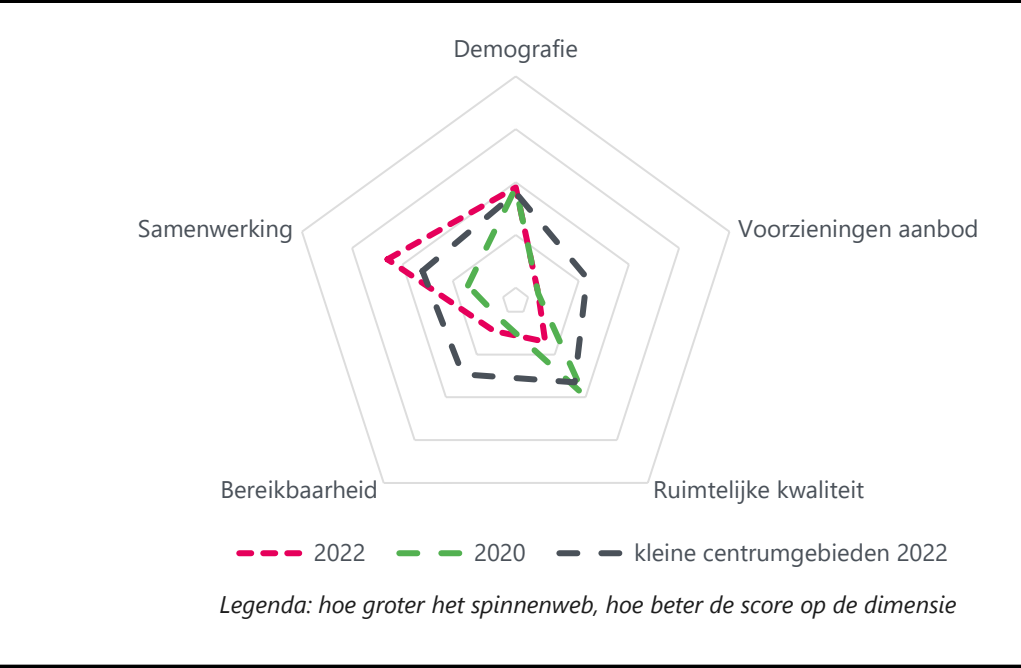 Demografie
Samenwerking
Voorzieningen aanbod
Bereikbaarheid
Ruimtelijke kwaliteit
2022
2020
kleine centrumgebieden 2022
Legenda: hoe groter het spinnenweb, hoe beter de score op de dimensie